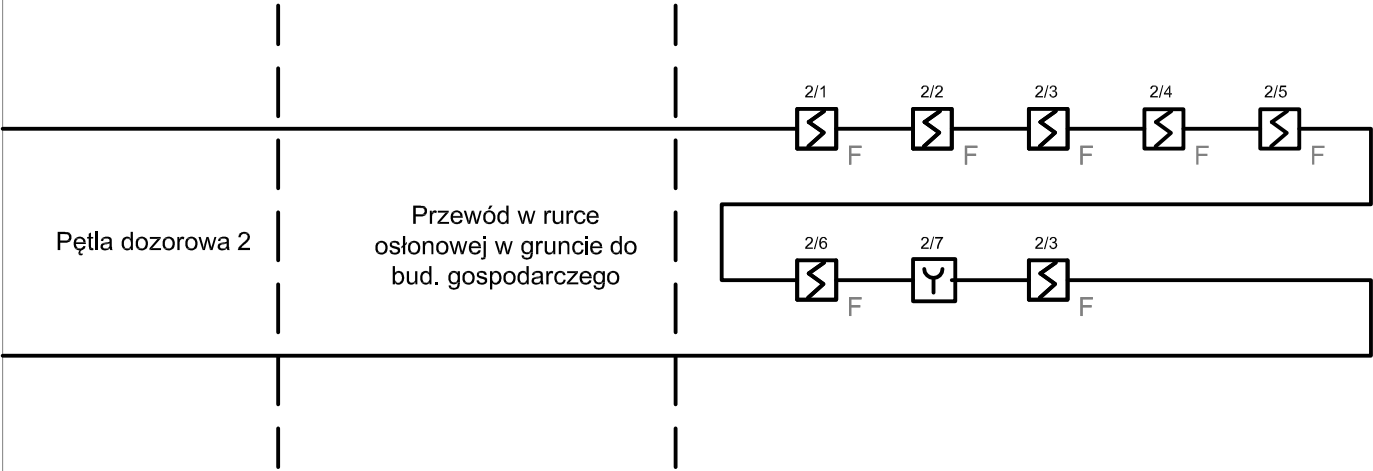 2/1 2/2 2/3 2/4 2/5
F F F F F
Pętla dozorowa 2
Przewód w rurce
osłonowej w gruncie do
bud. gospodarczego
2/6 2/7 2/3
F F